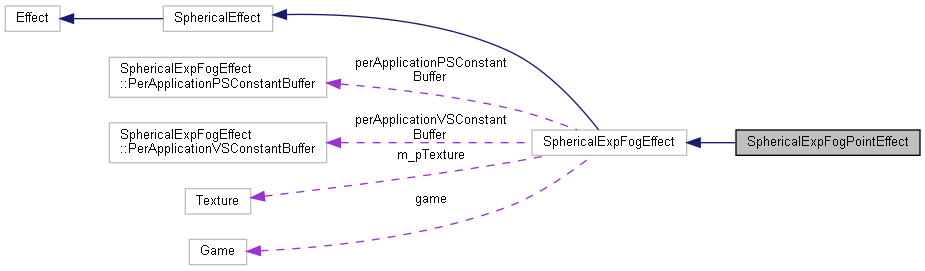 Effect
SphericalEffect
SphericalExpFogEffect
::PerApplicationPSConstantBuffer
perApplicationPSConstant
Buffer
SphericalExpFogEffect
::PerApplicationVSConstantBuffer
perApplicationVSConstant
Buffer
m_pTexture
SphericalExpFogEffect
SphericalExpFogPointEffect
Texture
game
Game